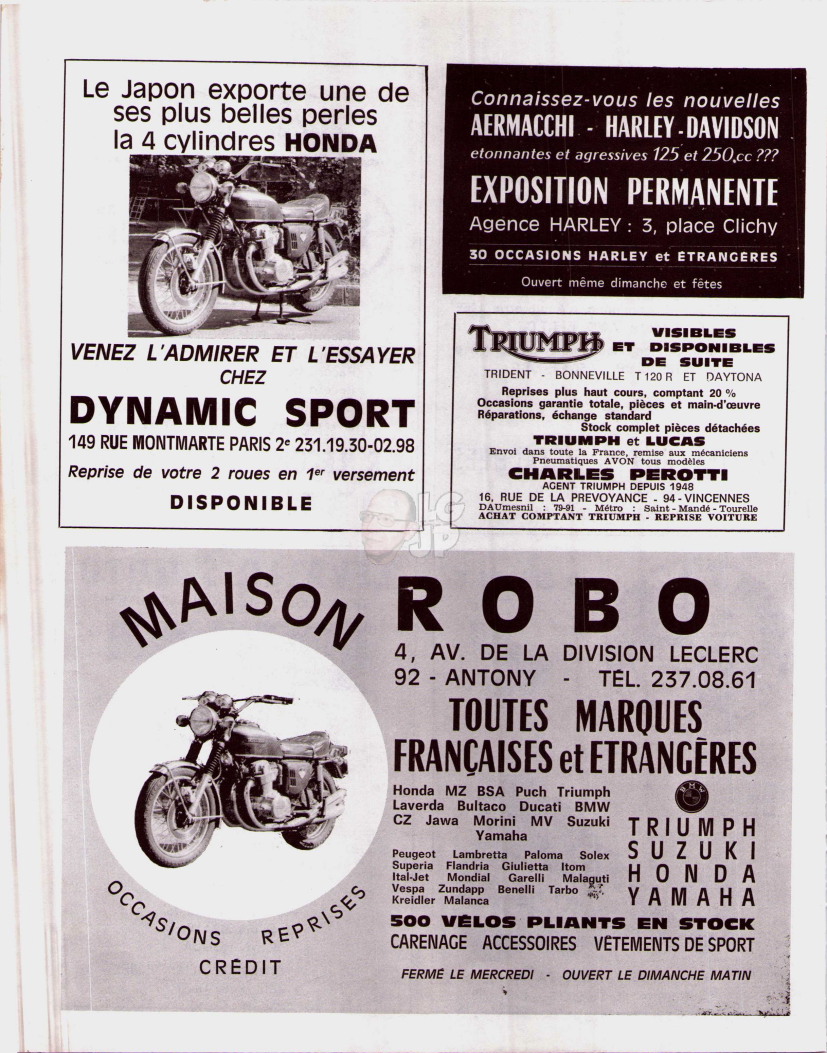 Le Japon exporte une de
ses plus belles perles
la 4 cylindres HONDA
VENEZ L'ADMIRER ET L'ESSAYER
CHEZ
DYNAMIC SPORT
149 RUE MONTMARTE PARIS 2e 231.19.30-02.98
Reprise de votre 2 roues en 1er versement
DISPONIBLE
Connaissez-vous les nouvelles
AERMACCHI - HARLEY-DAVIDSON
etonnantes et agressives 125 et 250,cc ???
EXPOSITION PERMANENTE
Agence HARLEY : 3, place Clichy
30 OCCASIONS HARLEY et ÉTRANGÈRES
Ouvert même dimanche et fêtes
TRIUMPH ET VISIBLES
DISPONIBLES
DE SUITE
TRIDENT - BONNEVILLE T 120 R ET DAYTONA
Reprises plus haut cours, comptant 20 %
Occasions garantie totale, pièces et main-d'œuvre
Réparations, échange standard
Stock complet pièces détachées
TRIUMPH et LUCAS
Envoi dans toute la France, remise aux mécaniciens
Pneumatiques AVON tous modèles
CHARLES PEROTTI
AGENT TRIUMPH DEPUIS 1948
16, RUE DE LA PREVOYANCE - 94 - VINCENNES
DAUmesnil : 79-91 - Métro : Saint-Mandé-Tourelle
ACHAT COMPTANT TRIUMPH - REPRISE VOITURE
LG
JP
MAISON
ROBO
4, AV. DE LA DIVISION LECLERC
92 - ANTONY - TÉL. 237.08.61
TOUTES MARQUES
FRANÇAISES et ETRANGÈRES
Honda MZ BSA Puch Triumph
Laverda Bultaco Ducati BMW
CZ Jawa Morini MV Suzuki
Yamaha
Peugeot Lambretta Paloma Solex
Superia Flandria Giulietta Itom
Ital-Jet Mondial Garelli Malaguti
Vespa Zundapp Benelli Tarbo
Kreidler Malanca
BMW
TRIUMPH
SUZUKI
HONDA
YAMAHA
500 VÉLOS PLIANTS EN STOCK
CARENAGE ACCESSOIRES VÊTEMENTS DE SPORT
FERMÉ LE MERCREDI - OUVERT LE DIMANCHE MATIN
OCCASIONS REPRISES
CRÉDIT